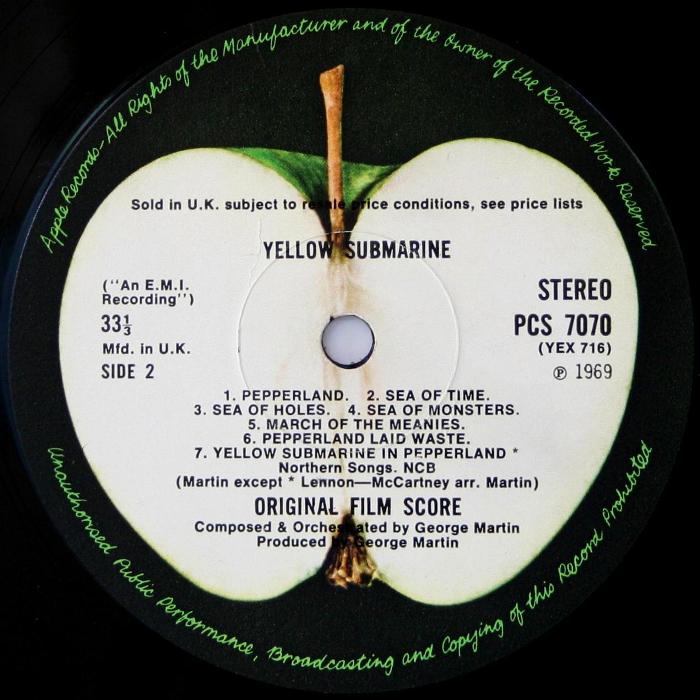 Apple Records-All Rights of the Manufacturer and of the Owner of the Recorded Work Reserved
Sold in U.K. subject to resale price conditions, see price lists
YELLOW SUBMARINE
("An E.M.I.
Recording")
33⅓
Mfd. in U.K.
SIDE 2
STEREO
PCS 7070
(YEX 716)
℗ 1969
1. PEPPERLAND. 2. SEA OF TIME.
3. SEA OF HOLES. 4. SEA OF MONSTERS.
5. MARCH OF THE MEANIES.
6. PEPPERLAND LAID WASTE.
7. YELLOW SUBMARINE IN PEPPERLAND *
Northern Songs. NCB
(Martin except * Lennon—McCartney arr. Martin)
ORIGINAL FILM SCORE
Composed & Orchestrated by George Martin
Produced by George Martin
Unauthorised Public Performance, Broadcasting and Copying of this Record Prohibited